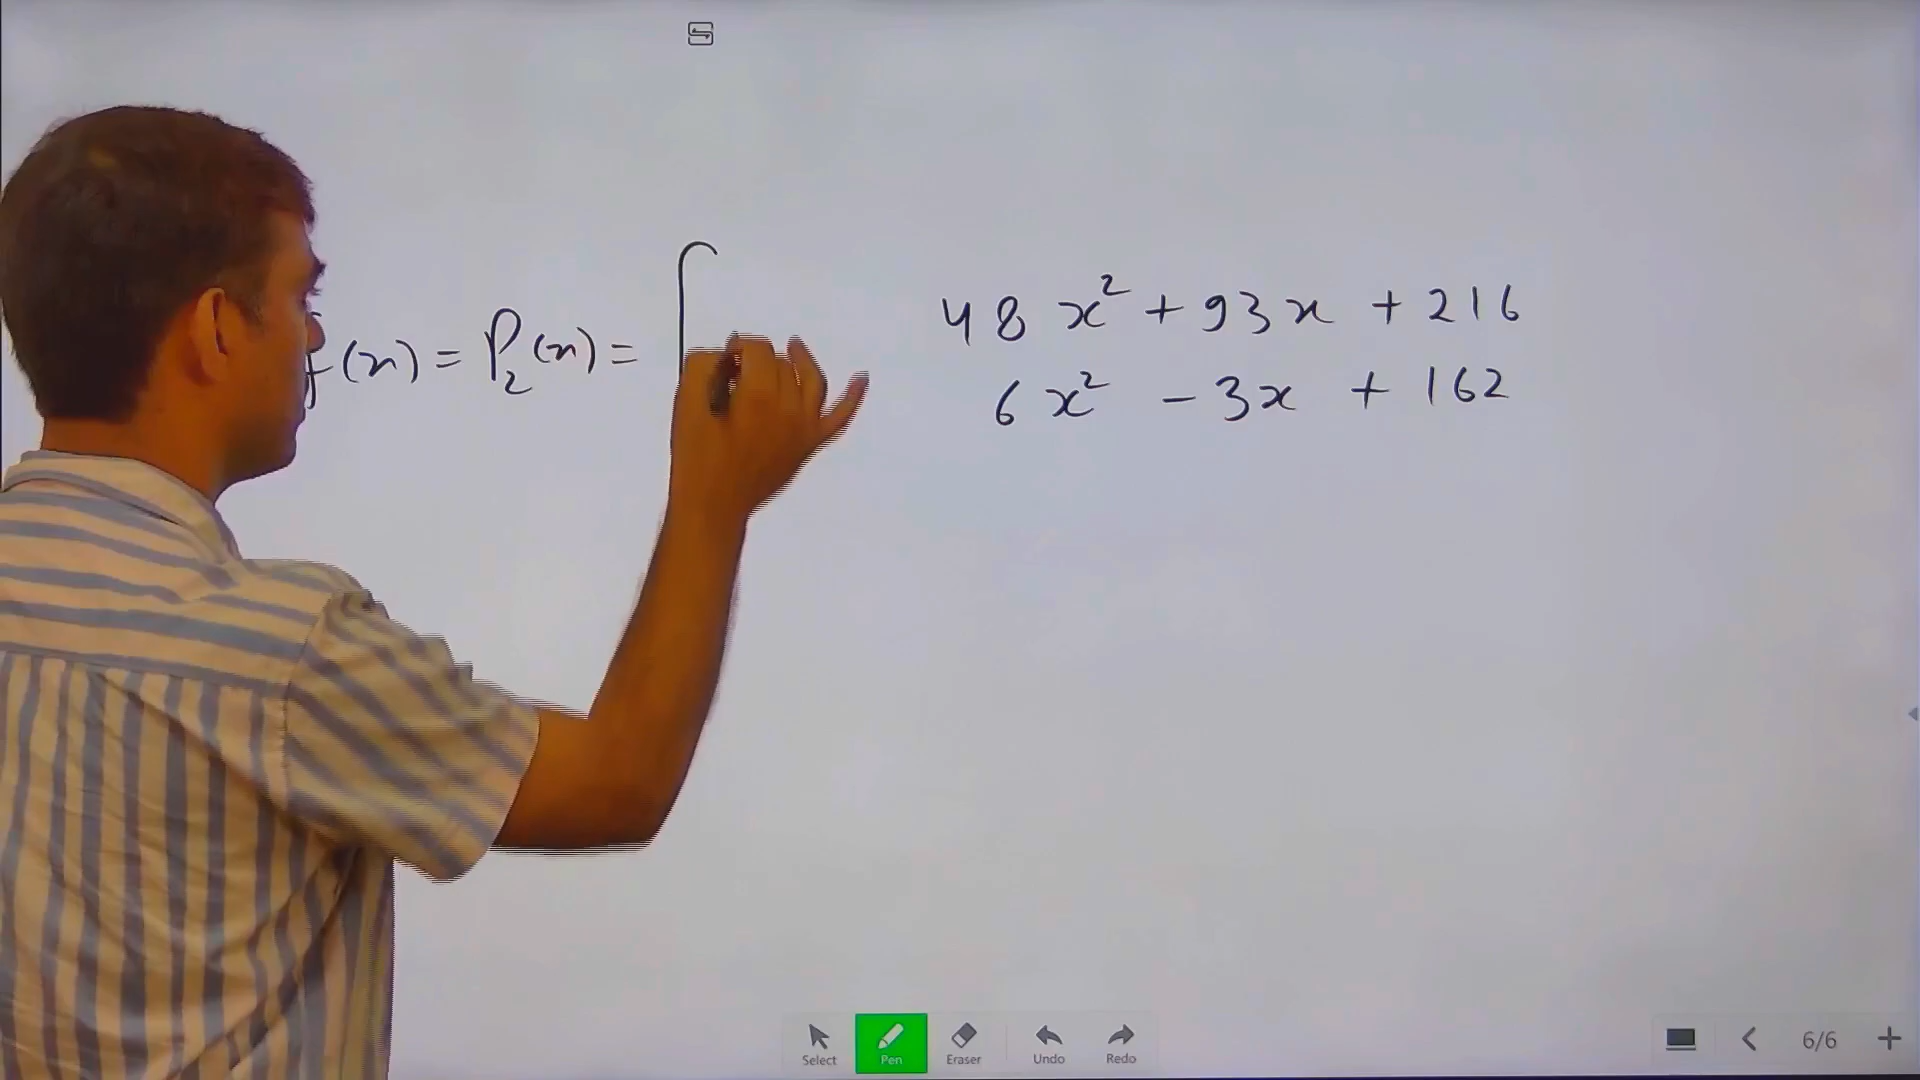 f(x) = P₂(x) =
48x² + 93x + 216
6x² - 3x + 162
Select Pen Eraser Undo Redo
6/6